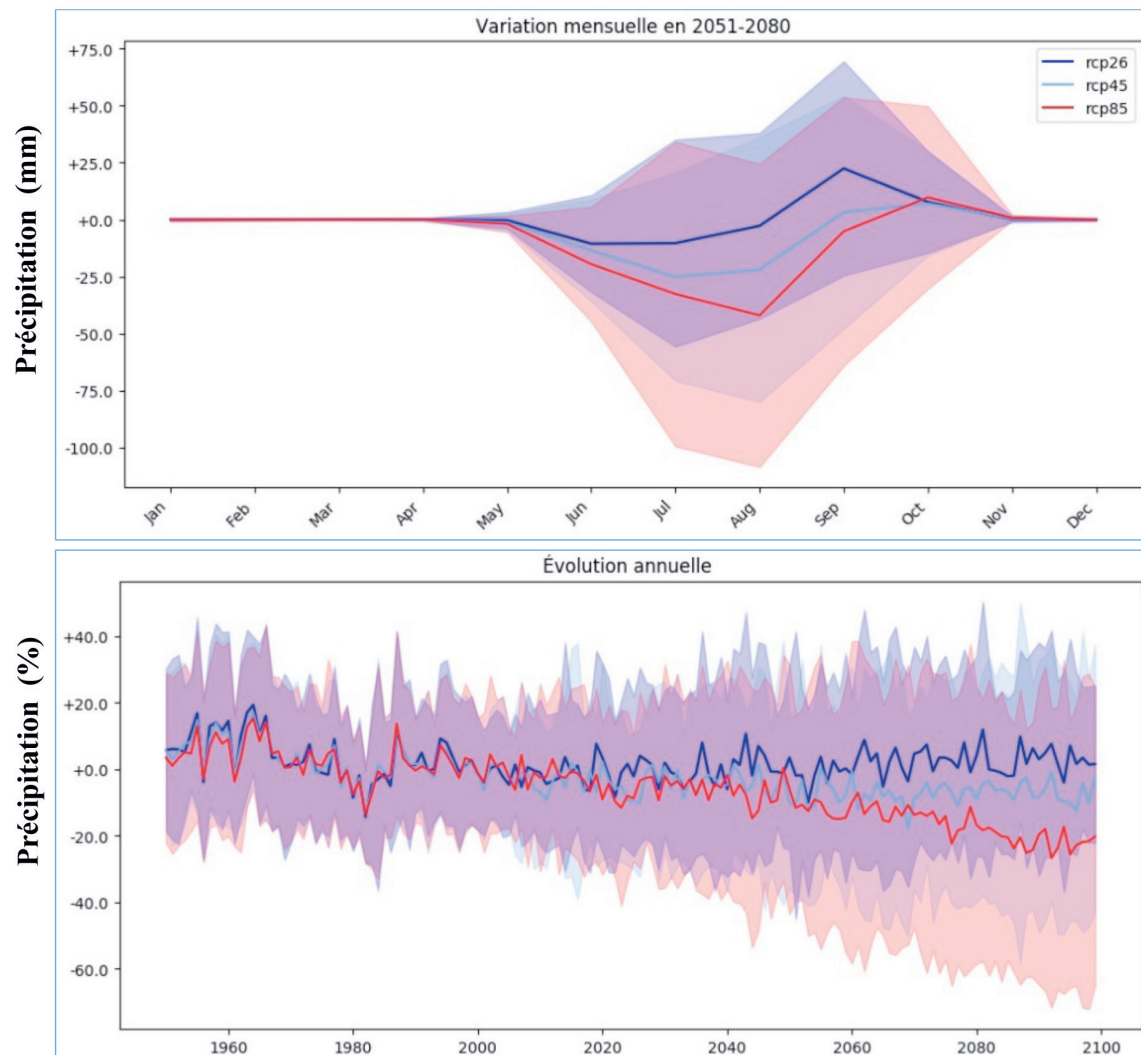 Variation mensuelle en 2051-2080
Précipitation (mm)
+75.0
+50.0
+25.0
+0.0
-25.0
-50.0
-75.0
-100.0
rcp26
rcp45
rcp85
Jan Feb Mar Apr May Jun Jul Aug Sep Oct Nov Dec
Évolution annuelle
Précipitation (%)
+40.0
+20.0
+0.0
-20.0
-40.0
-60.0
1960 1980 2000 2020 2040 2060 2080 2100